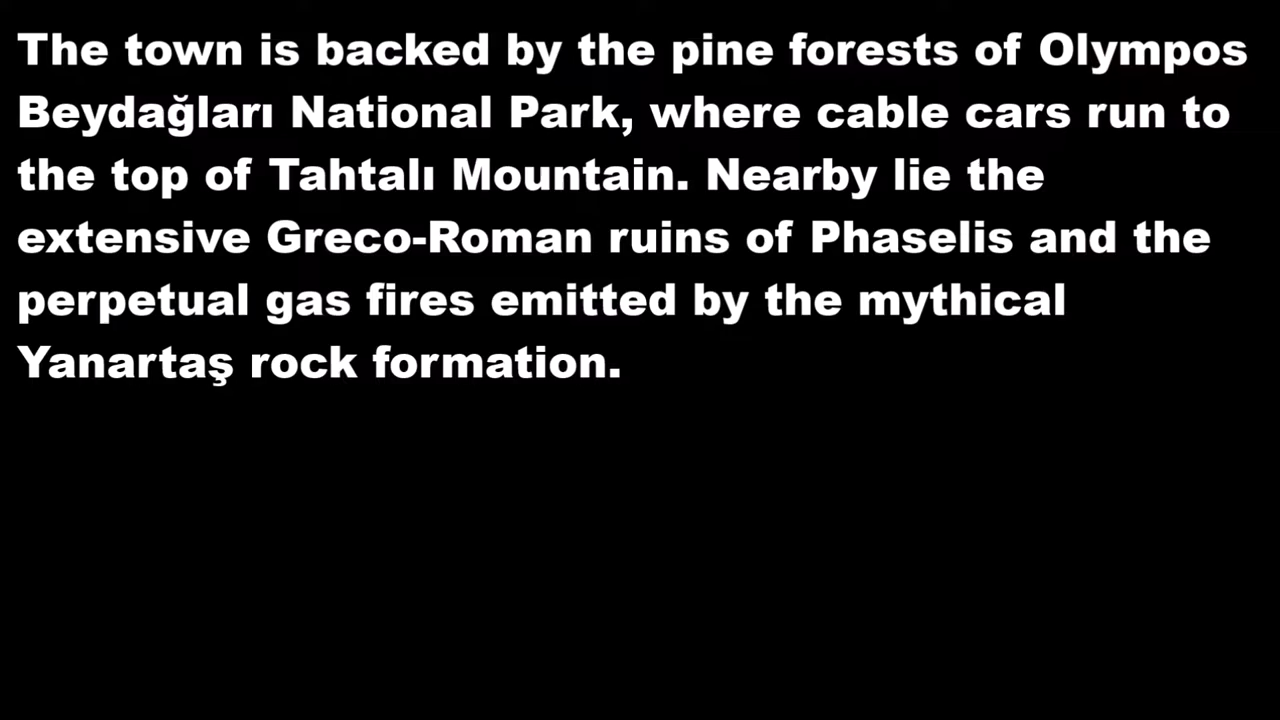 The town is backed by the pine forests of Olympos
Beydağları National Park, where cable cars run to
the top of Tahtalı Mountain. Nearby lie the
extensive Greco-Roman ruins of Phaselis and the
perpetual gas fires emitted by the mythical
Yanartaş rock formation.